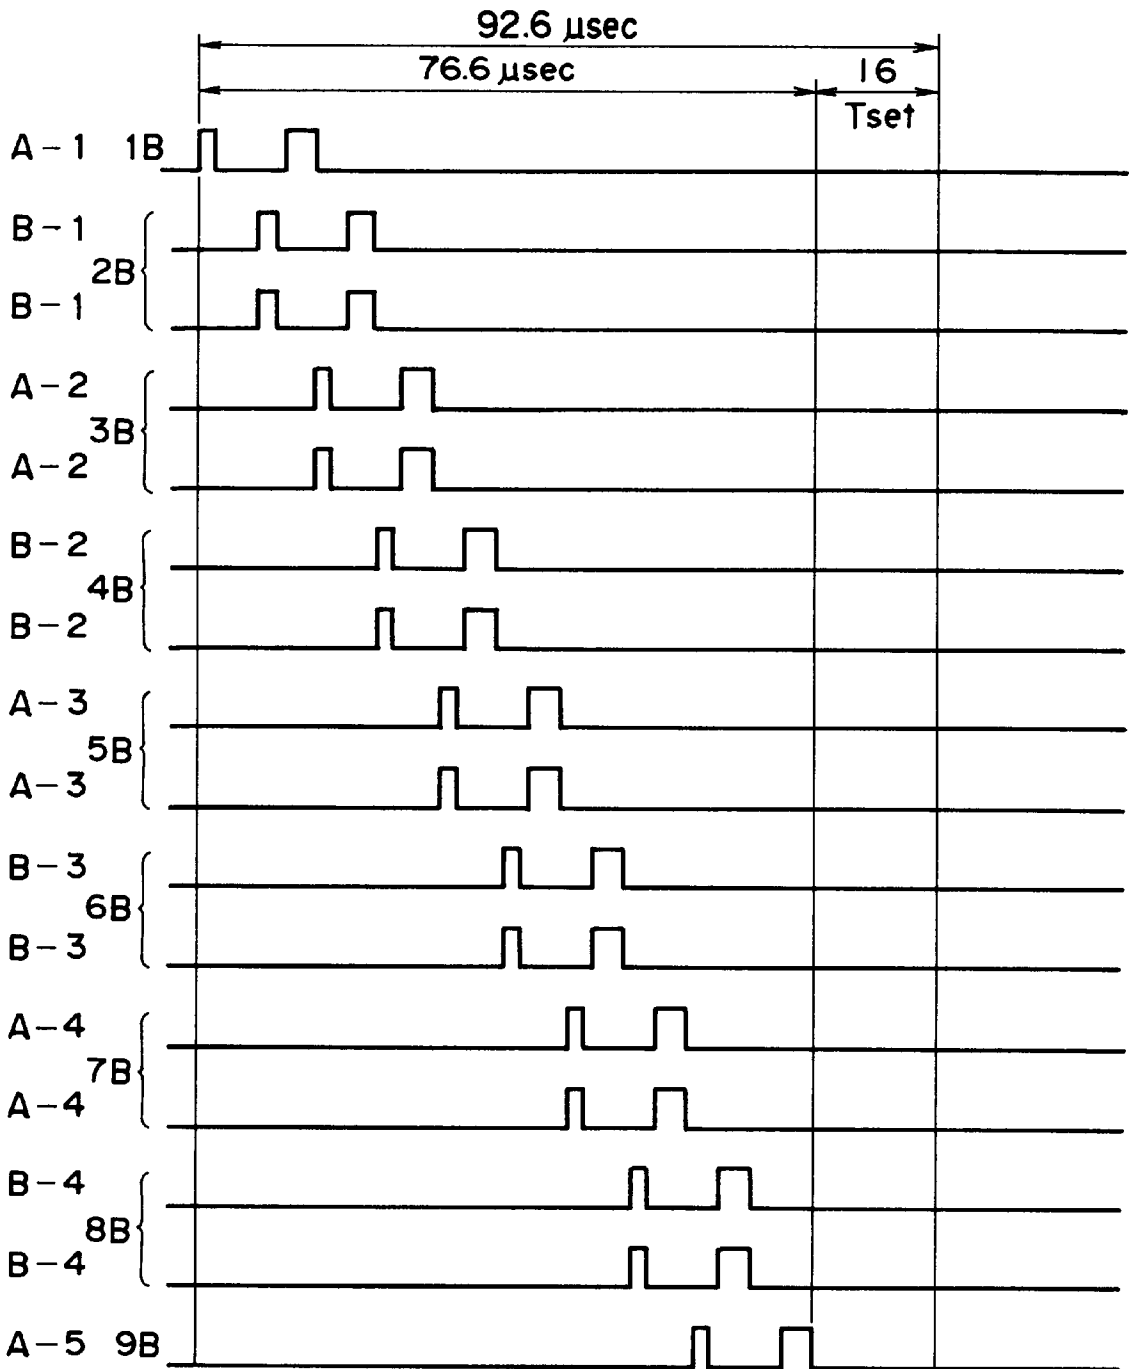 92.6 µsec
76.6 µsec 16
Tset
A-1 1B
B-1
2B
B-1
A-2
3B
A-2
B-2
4B
B-2
A-3
5B
A-3
B-3
6B
B-3
A-4
7B
A-4
B-4
8B
B-4
A-5 9B